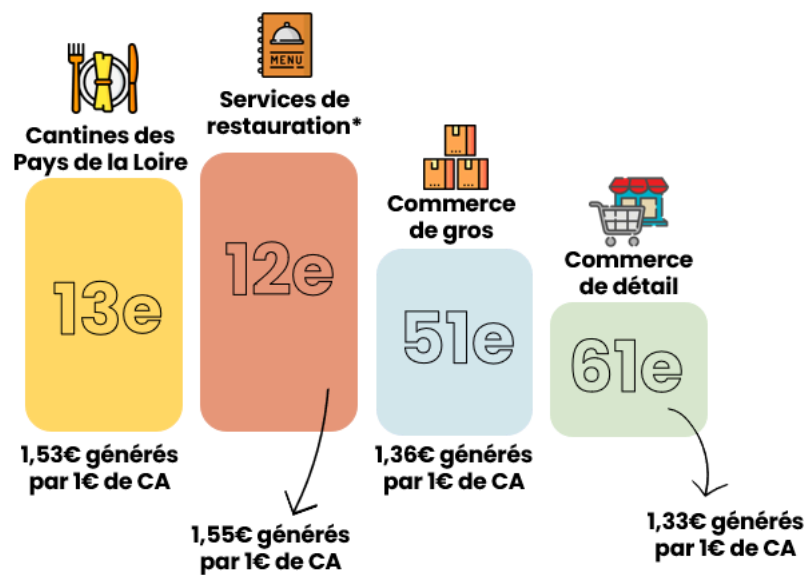 MENU
Services de
restauration*
Cantines des
Pays de la Loire
Commerce
de gros
Commerce
de détail
13e
12e
51e
61e
1,53€ générés
par 1€ de CA
1,55€ générés
par 1€ de CA
1,36€ générés
par 1€ de CA
1,33€ générés
par 1€ de CA